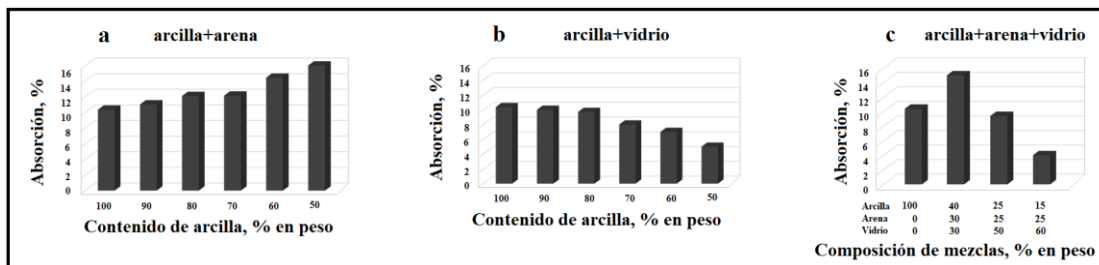 a arcilla+arena
Absorción, %
16
14
12
10
8
6
4
2
0
100 90 80 70 60 50
Contenido de arcilla, % en peso
b arcilla+vidrio
Absorción, %
16
14
12
10
8
6
4
2
0
100 90 80 70 60 50
Contenido de arcilla, % en peso
c arcilla+arena+vidrio
Absorción, %
16
14
12
10
8
6
4
2
0
Arcilla 100 40 25 15
Arena 0 30 25 25
Vidrio 0 30 50 60
Composición de mezclas, % en peso